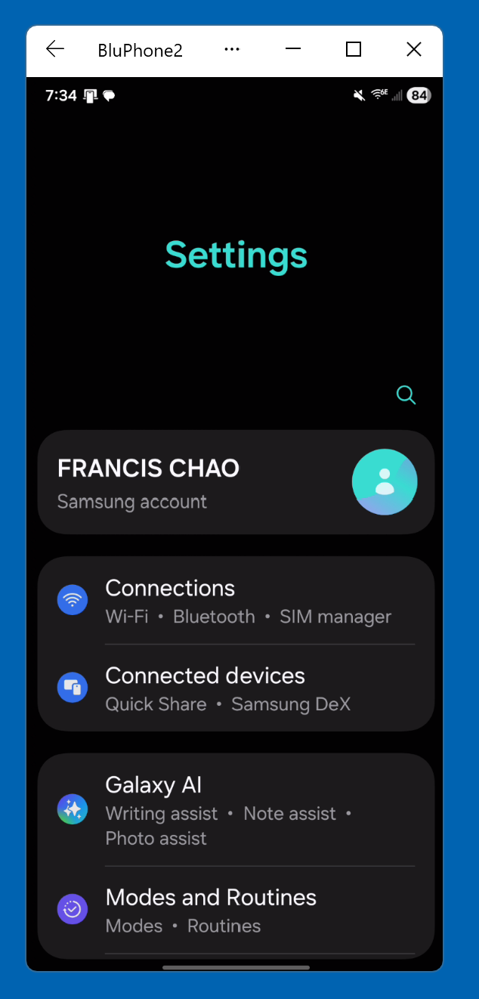 BluPhone2 ...
7:34 6E 84
Settings
FRANCIS CHAO
Samsung account
Connections
Wi-Fi • Bluetooth • SIM manager
Connected devices
Quick Share • Samsung DeX
Galaxy AI
Writing assist • Note assist •
Photo assist
Modes and Routines
Modes • Routines